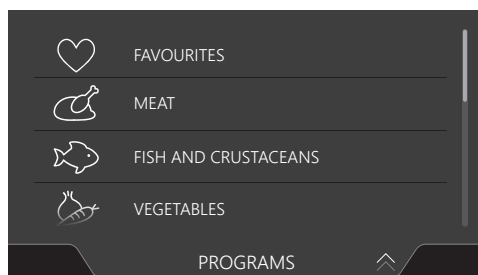 FAVOURITES
MEAT
FISH AND CRUSTACEANS
VEGETABLES
PROGRAMS